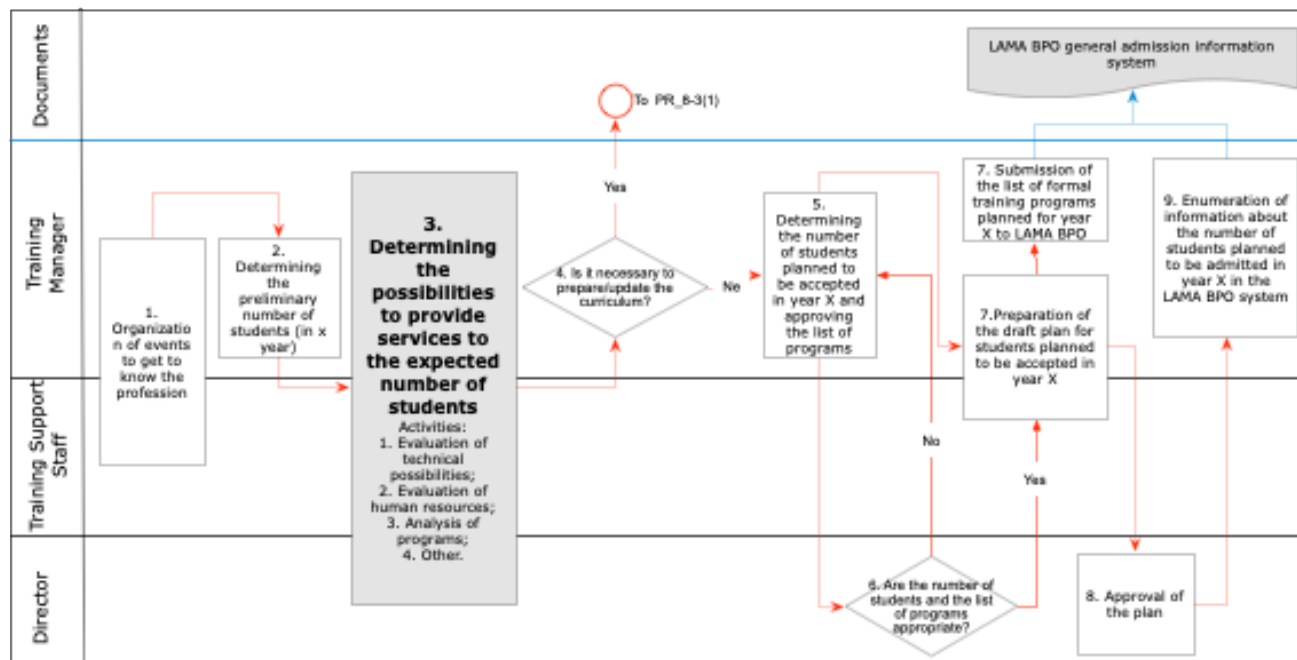 Documents
LAMA BPO general admission information
system
To PR_6-3(1)
Training
Manager
1.
Organizatio
n of events
to get to
know the
profession
2.
Determining
the
preliminary
number of
students (in x
year)
3.
Determining
the
possibilities
to provide
services to
the expected
number of
students
Activities:
1. Evaluation of
technical
possibilities;
2. Evaluation of
human resources;
3. Analysis of
programs;
4. Other.
Yes
4. Is it necessary to
prepare/update the
curriculum?
No
5.
Determining
the number
of students
planned to
be accepted
in year X and
approving
the list of
programs
7. Submission of
the list of formal
training programs
planned for year
X to LAMA BPO
7.Preparation of
the draft plan for
students planned
to be accepted in
year X
9. Enumeration of
information about
the number of
students planned
to be admitted in
year X in the
LAMA BPO system
Training Support
Staff
No
Yes
Director
6. Are the number of
students and the list
of programs
appropriate?
8. Approval of
the plan